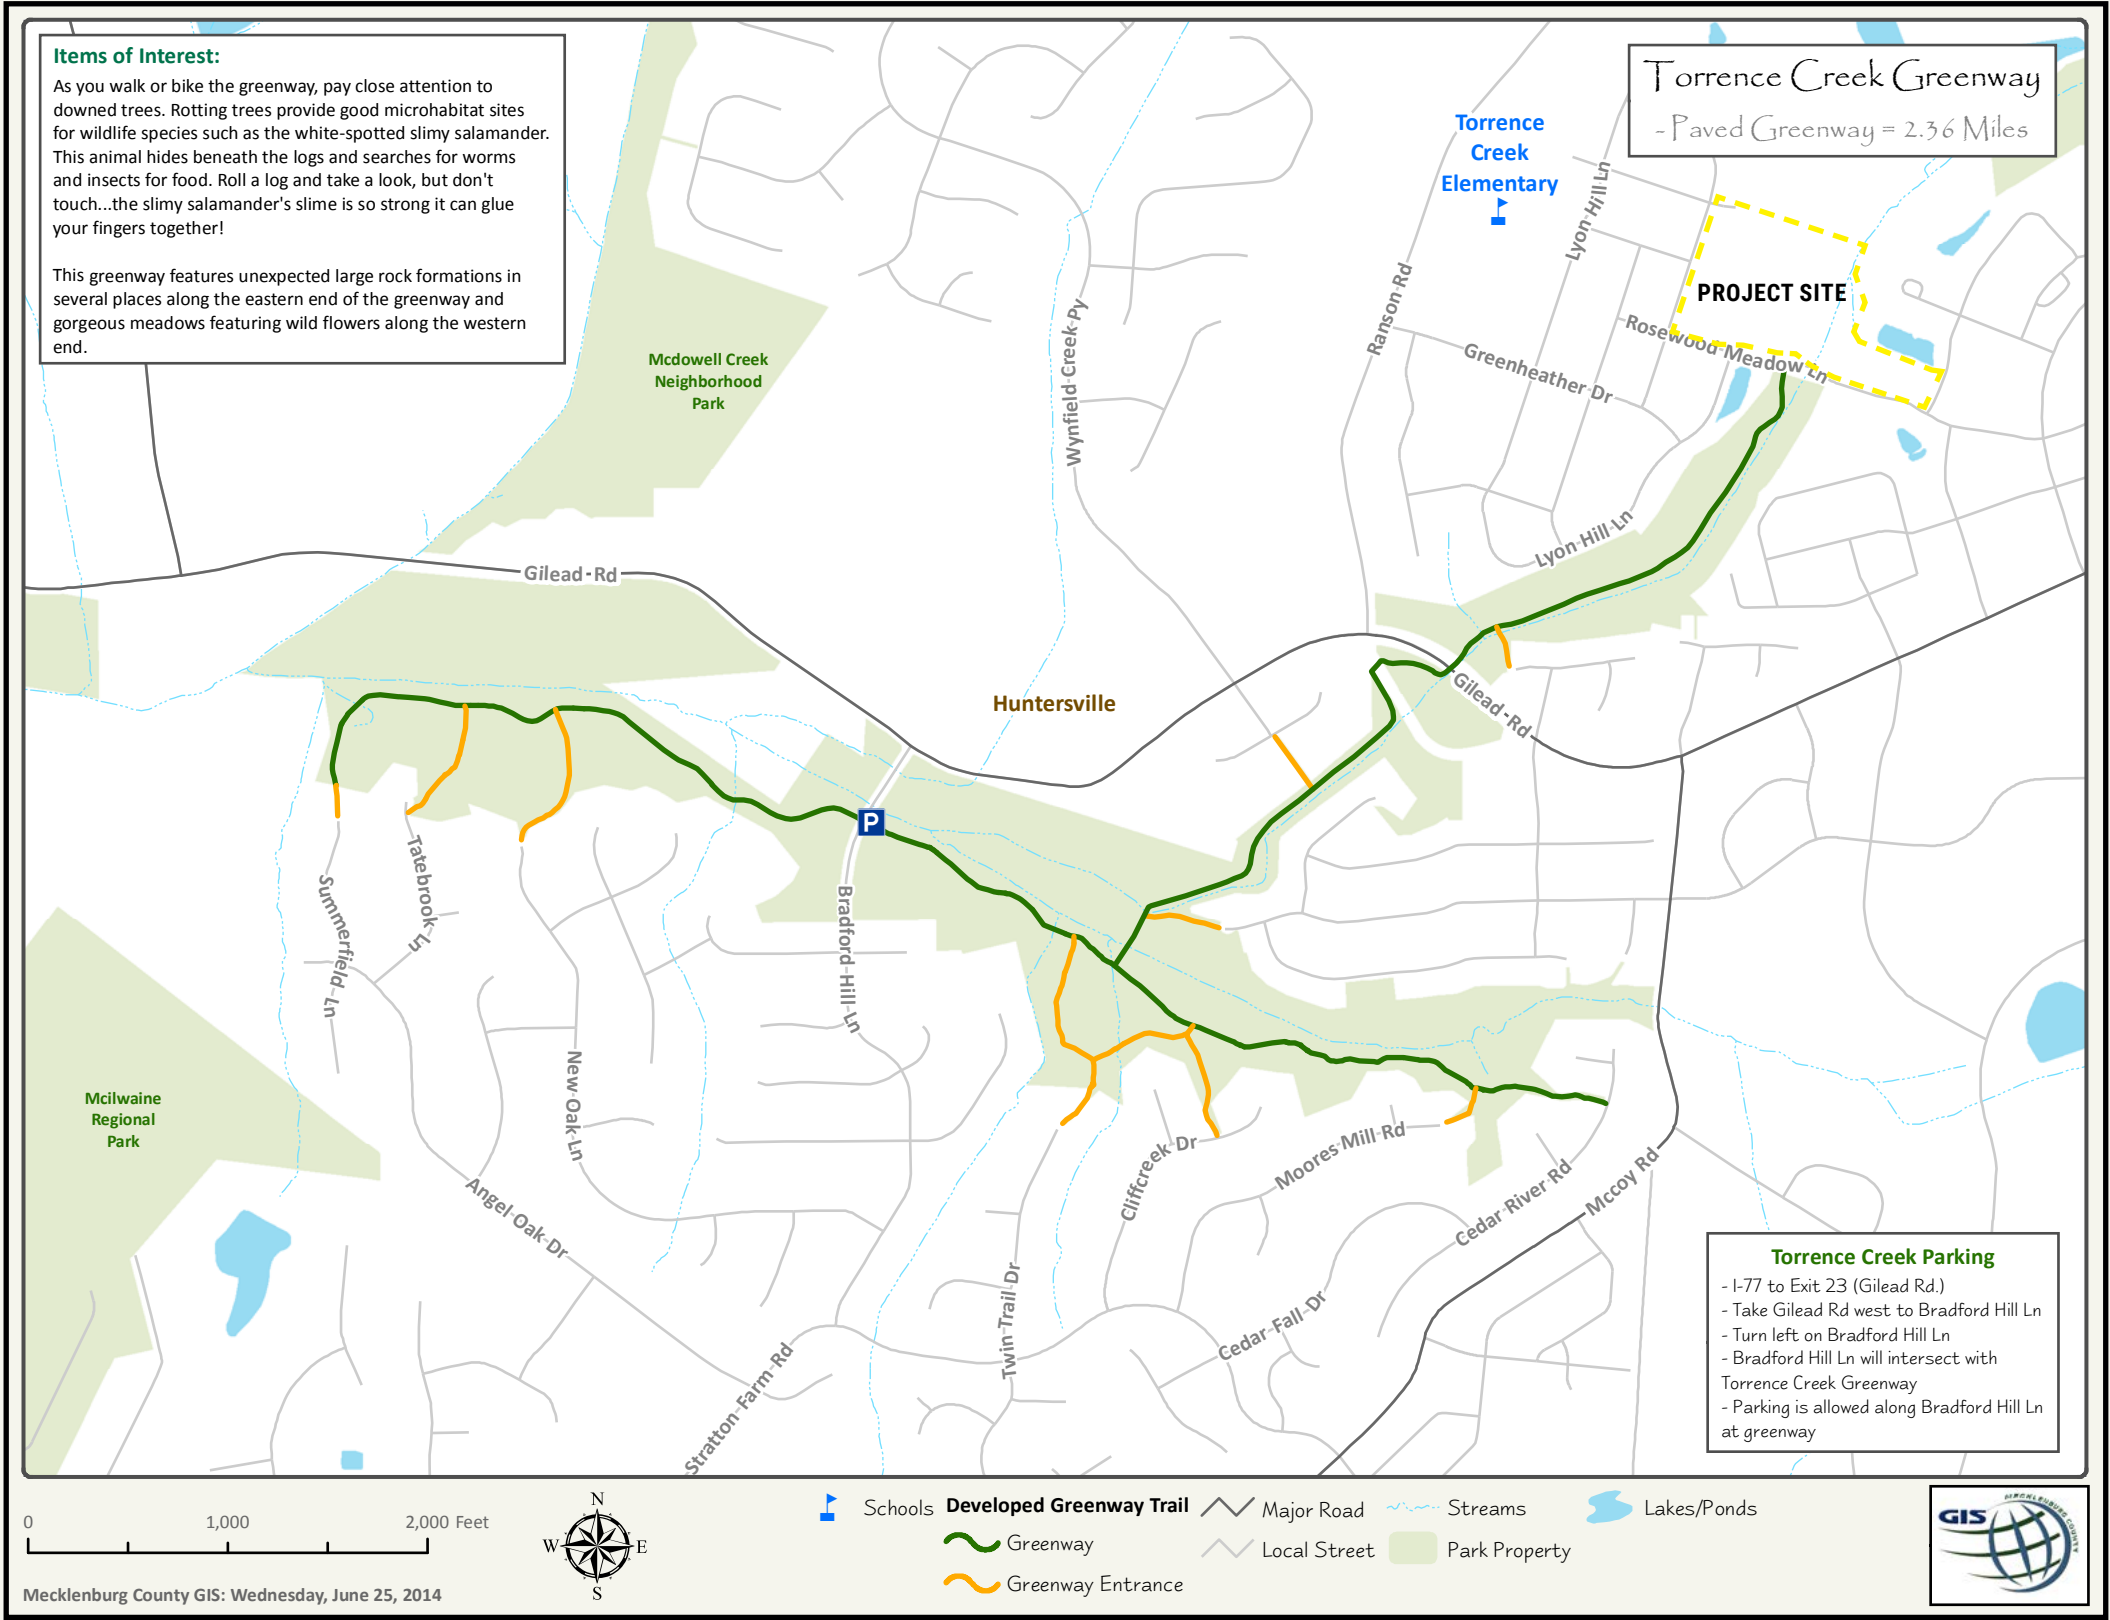 Items of Interest:
As you walk or bike the greenway, pay close attention to
downed trees. Rotting trees provide good microhabitat sites
for wildlife species such as the white-spotted slimy salamander.
This animal hides beneath the logs and searches for worms
and insects for food. Roll a log and take a look, but don't
touch...the slimy salamander's slime is so strong it can glue
your fingers together!
This greenway features unexpected large rock formations in
several places along the eastern end of the greenway and
gorgeous meadows featuring wild flowers along the western
end.
Torrence Creek Greenway
- Paved Greenway = 2.36 Miles
Torrence
Creek
Elementary
Lyon Hill Ln
Ranson Rd
PROJECT SITE
Rosewood Meadow Ln
Greenheather Dr
Wynfield Creek Py
Mcdowell Creek
Neighborhood
Park
Lyon Hill Ln
Gilead Rd
Huntersville
Gilead Rd
P
Tatebrook Ln
Summerfield Ln
Bradford Hill Ln
New Oak Ln
Mcilwaine
Regional
Park
Angel Oak Dr
Cliffcreek Dr
Moores Mill Rd
Cedar River Rd
Mccoy Rd
Twin Trail Dr
Cedar Fall Dr
Stratton Farm Rd
Torrence Creek Parking
- I-77 to Exit 23 (Gilead Rd.)
- Take Gilead Rd west to Bradford Hill Ln
- Turn left on Bradford Hill Ln
- Bradford Hill Ln will intersect with
Torrence Creek Greenway
- Parking is allowed along Bradford Hill Ln
at greenway
0 1,000 2,000 Feet
Mecklenburg County GIS: Wednesday, June 25, 2014
N
W E
S
Schools
Developed Greenway Trail
Greenway
Greenway Entrance
Major Road
Local Street
Streams
Park Property
Lakes/Ponds
GIS
MECKLENBURG COUNTY